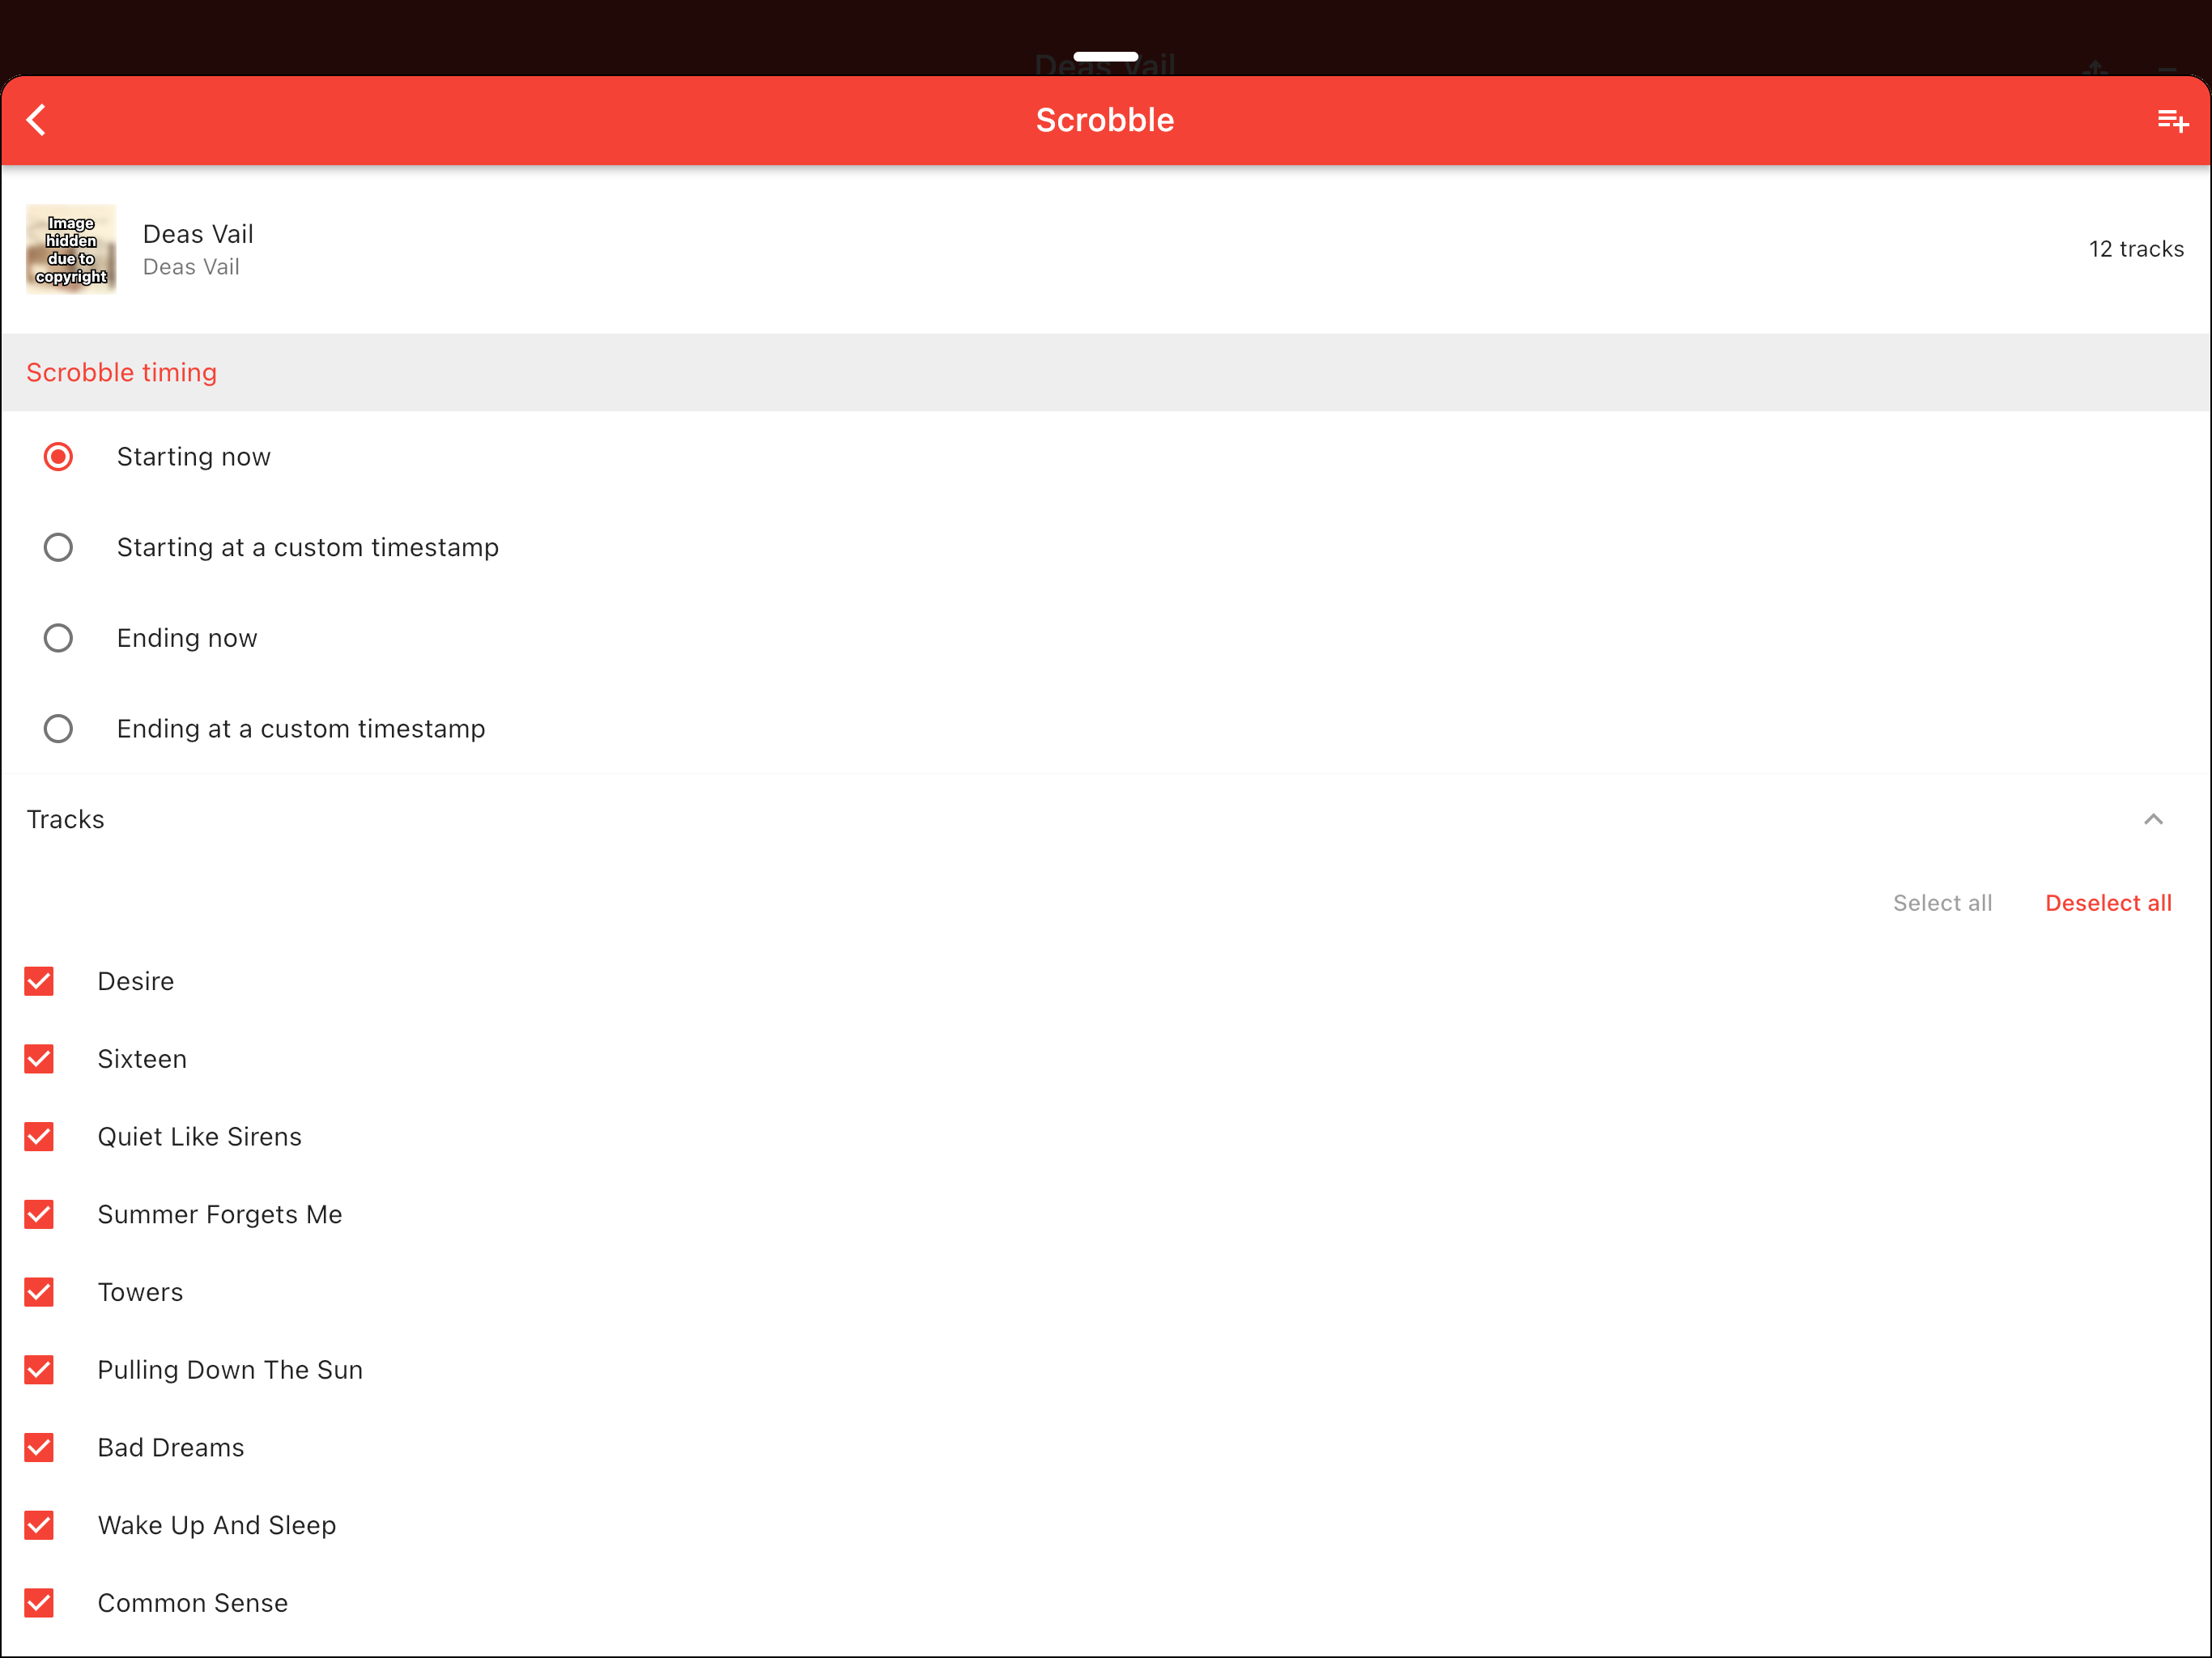 Deas Vail
Scrobble
Image
hidden
due to
copyright
Deas Vail
Deas Vail
12 tracks
Scrobble timing
Starting now
Starting at a custom timestamp
Ending now
Ending at a custom timestamp
Tracks
Select all
Deselect all
Desire
Sixteen
Quiet Like Sirens
Summer Forgets Me
Towers
Pulling Down The Sun
Bad Dreams
Wake Up And Sleep
Common Sense